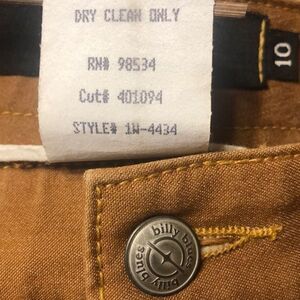 DRY CLEAN ONLY
RN# 98534
Cut# 401094
STYLE# 1W-4434
10
billy blues
billy blues